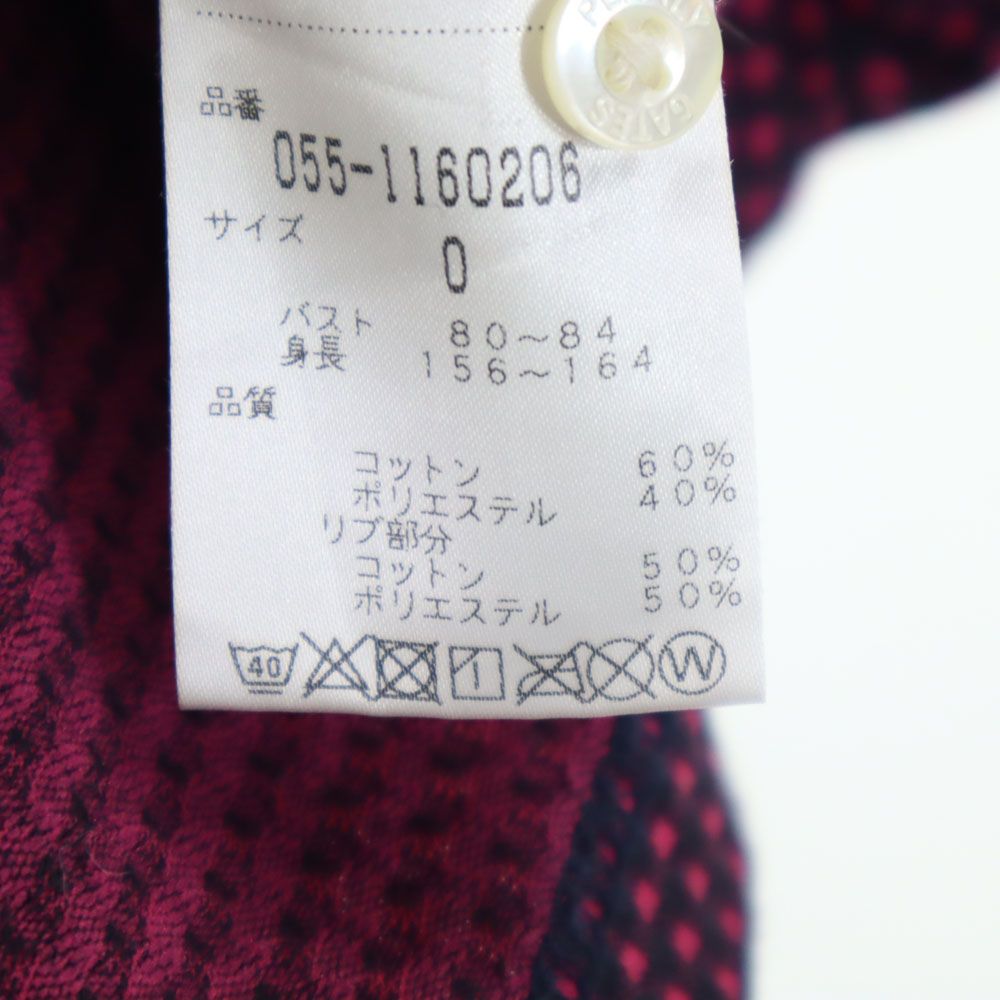 PEARLY
GATES
品番
055-1160206
サイズ
0
バスト 80〜84
身長 156〜164
品質
コットン 60%
ポリエステル 40%
リブ部分
コットン 50%
ポリエステル 50%
40 W